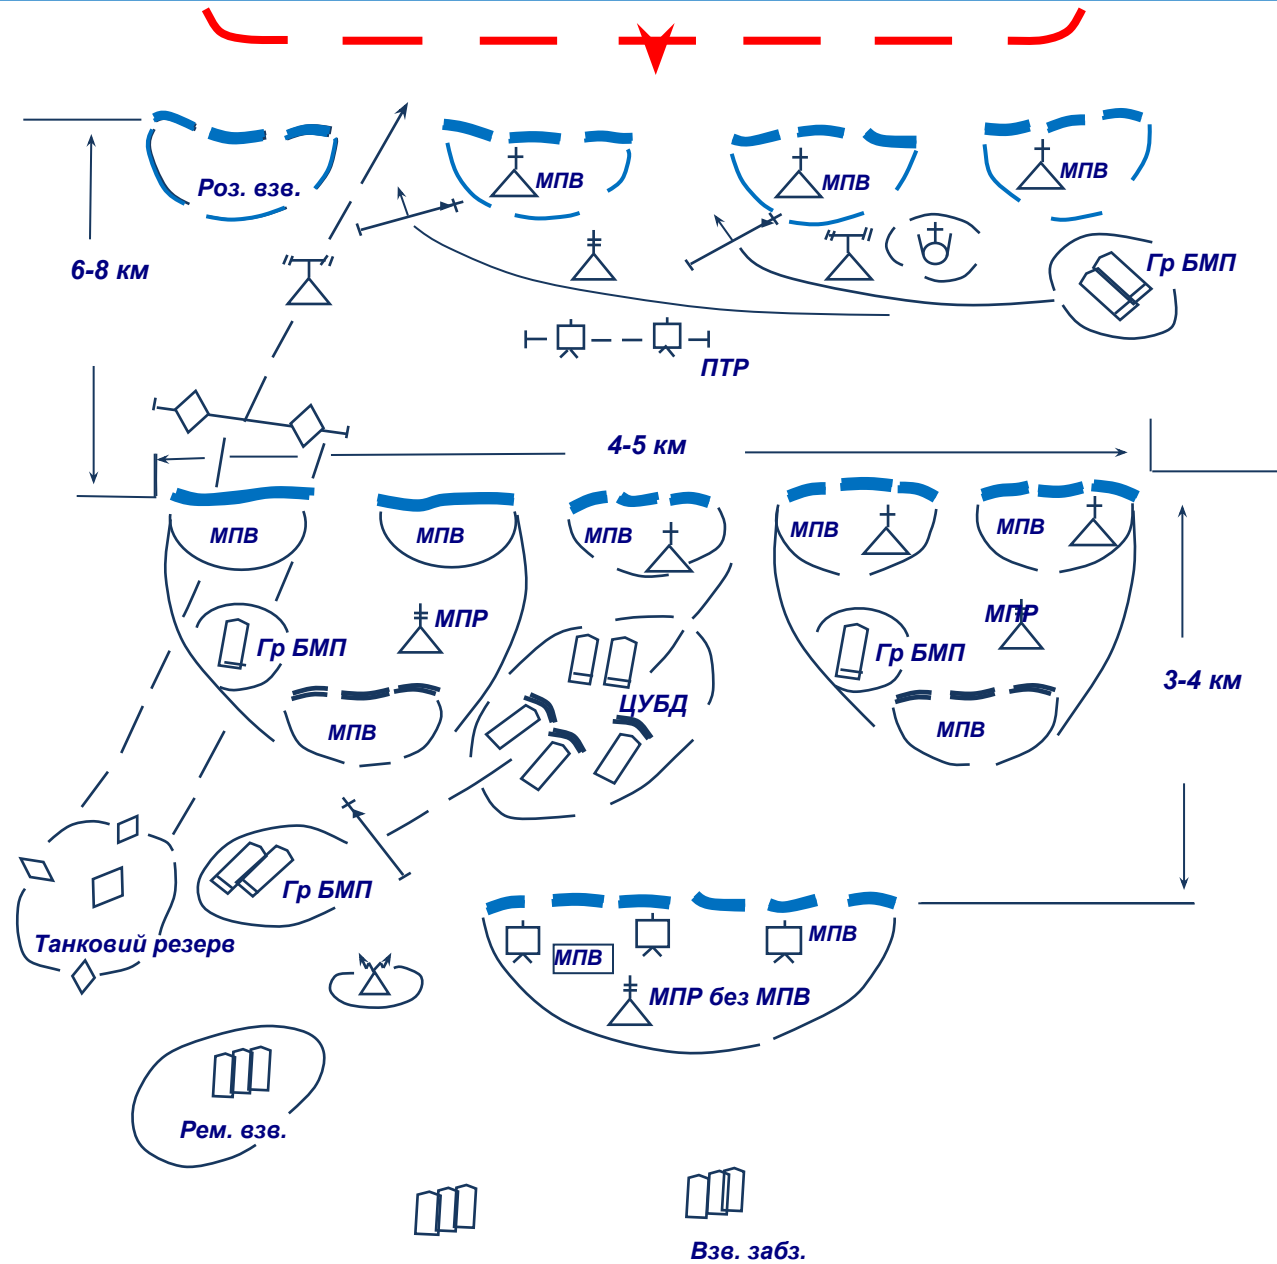 Роз. взв.
МПВ
МПВ
МПВ
6-8 км
Гр БМП
ПТР
4-5 км
МПВ
МПВ
МПВ
МПВ
МПВ
МПР
МПР
Гр БМП
Гр БМП
3-4 км
ЦУБД
МПВ
МПВ
Гр БМП
Танковий резерв
МПВ
МПВ
МПР без МПВ
Рем. взв.
Взв. забз.